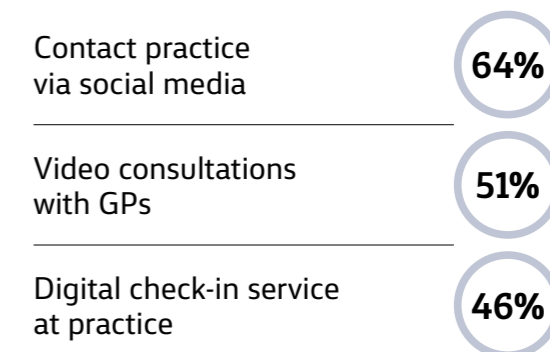 Contact practice
via social media
64%
Video consultations
with GPs
51%
Digital check-in service
at practice
46%